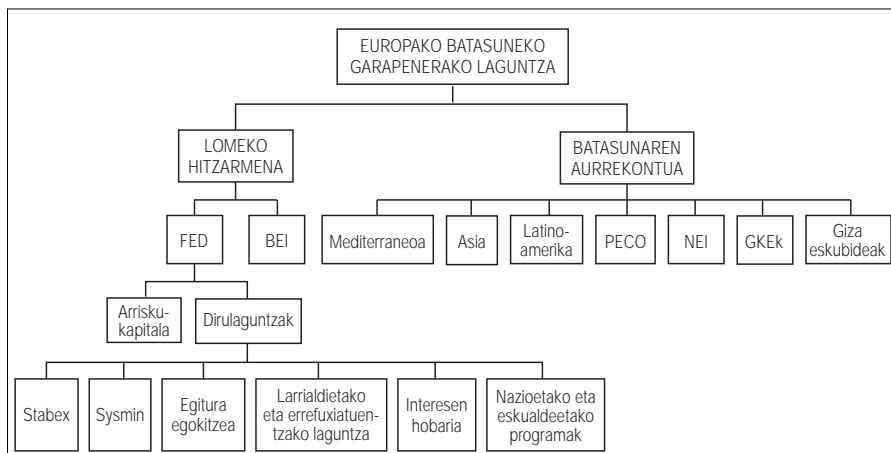 EUROPAKO BATASUNEKO
GARAPENERAKO LAGUNTZA
LOMEKO
HITZARMENA
BATASUNAREN
AURREKONTUA
FED
BEI
Mediterraneoa
Asia
Latino-
amerika
PECO
NEI
GKEk
Giza
eskubideak
Arrisku-
kapitala
Dirulaguntzak
Stabex
Sysmin
Egitura
egokitzea
Larrialdietako
eta errefuxiatuen-
tzako laguntza
Interesen
hobaria
Nazioetako eta
eskualdeetako
programak